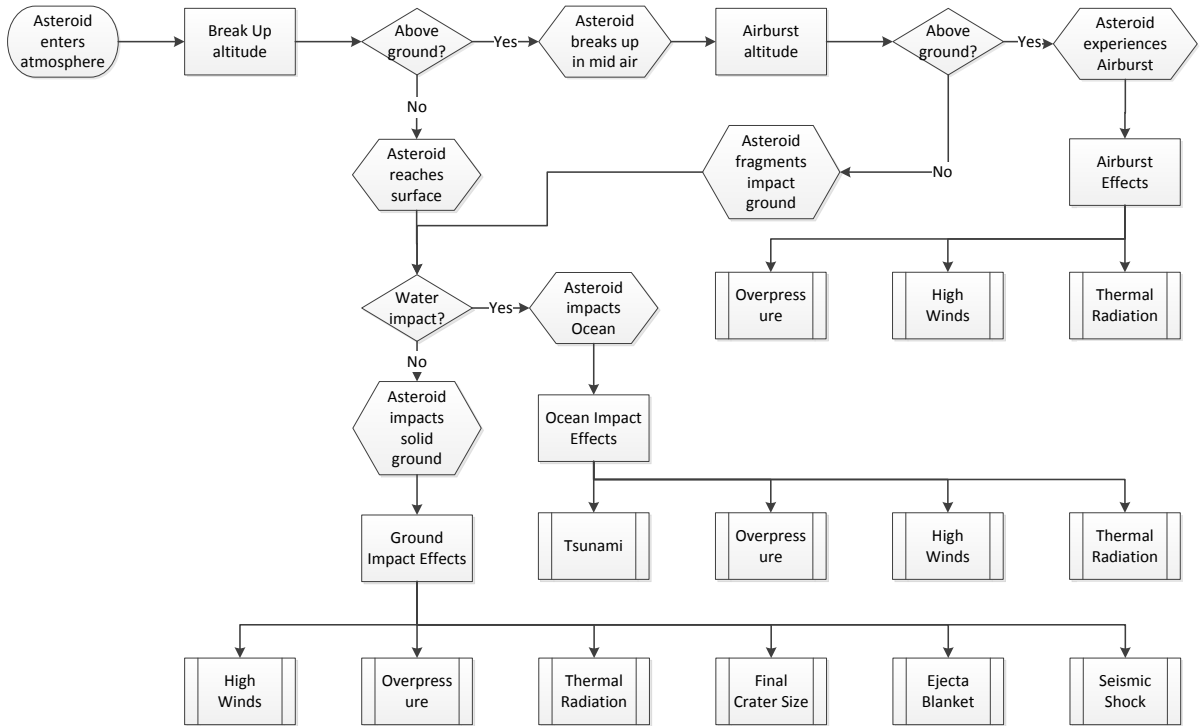 Asteroid
enters
atmosphere
Break Up
altitude
Above
ground?
Yes
Asteroid
breaks up
in mid air
Airburst
altitude
Above
ground?
Yes
Asteroid
experiences
Airburst
No
Asteroid
reaches
surface
Asteroid
fragments
impact
ground
No
Airburst
Effects
Overpress
ure
High
Winds
Thermal
Radiation
Water
impact?
Yes
Asteroid
impacts
Ocean
No
Asteroid
impacts
solid
ground
Ocean Impact
Effects
Ground
Impact Effects
Tsunami
Overpress
ure
High
Winds
Thermal
Radiation
High
Winds
Overpress
ure
Thermal
Radiation
Final
Crater Size
Ejecta
Blanket
Seismic
Shock